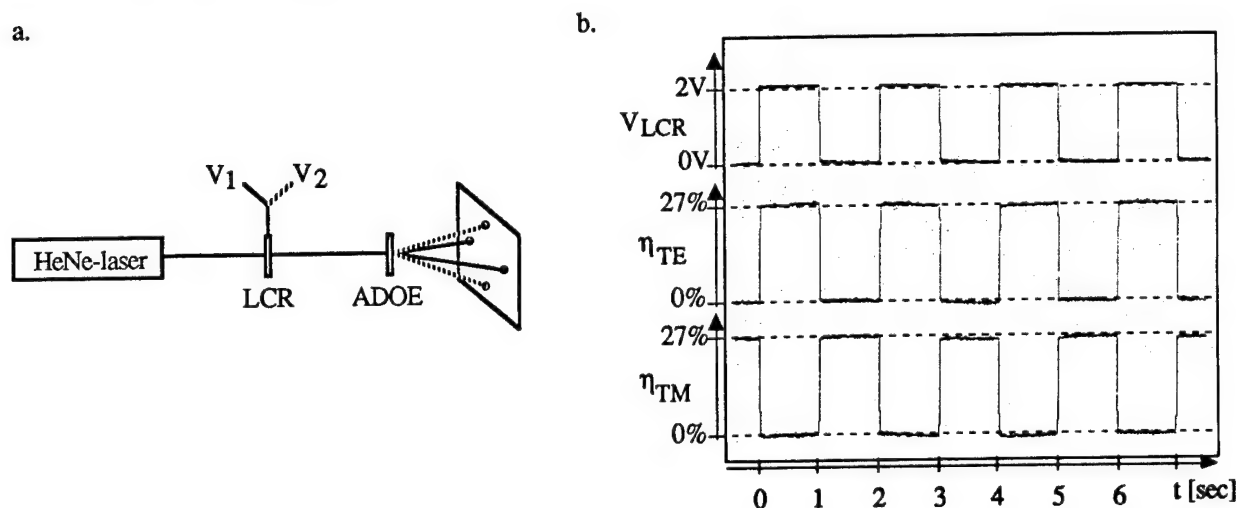 a.
V1 V2
HeNe-laser
LCR
ADOE
b.
2V
VLCR
0V
27%
ηTE
0%
27%
ηTM
0%
0 1 2 3 4 5 6 t [sec]